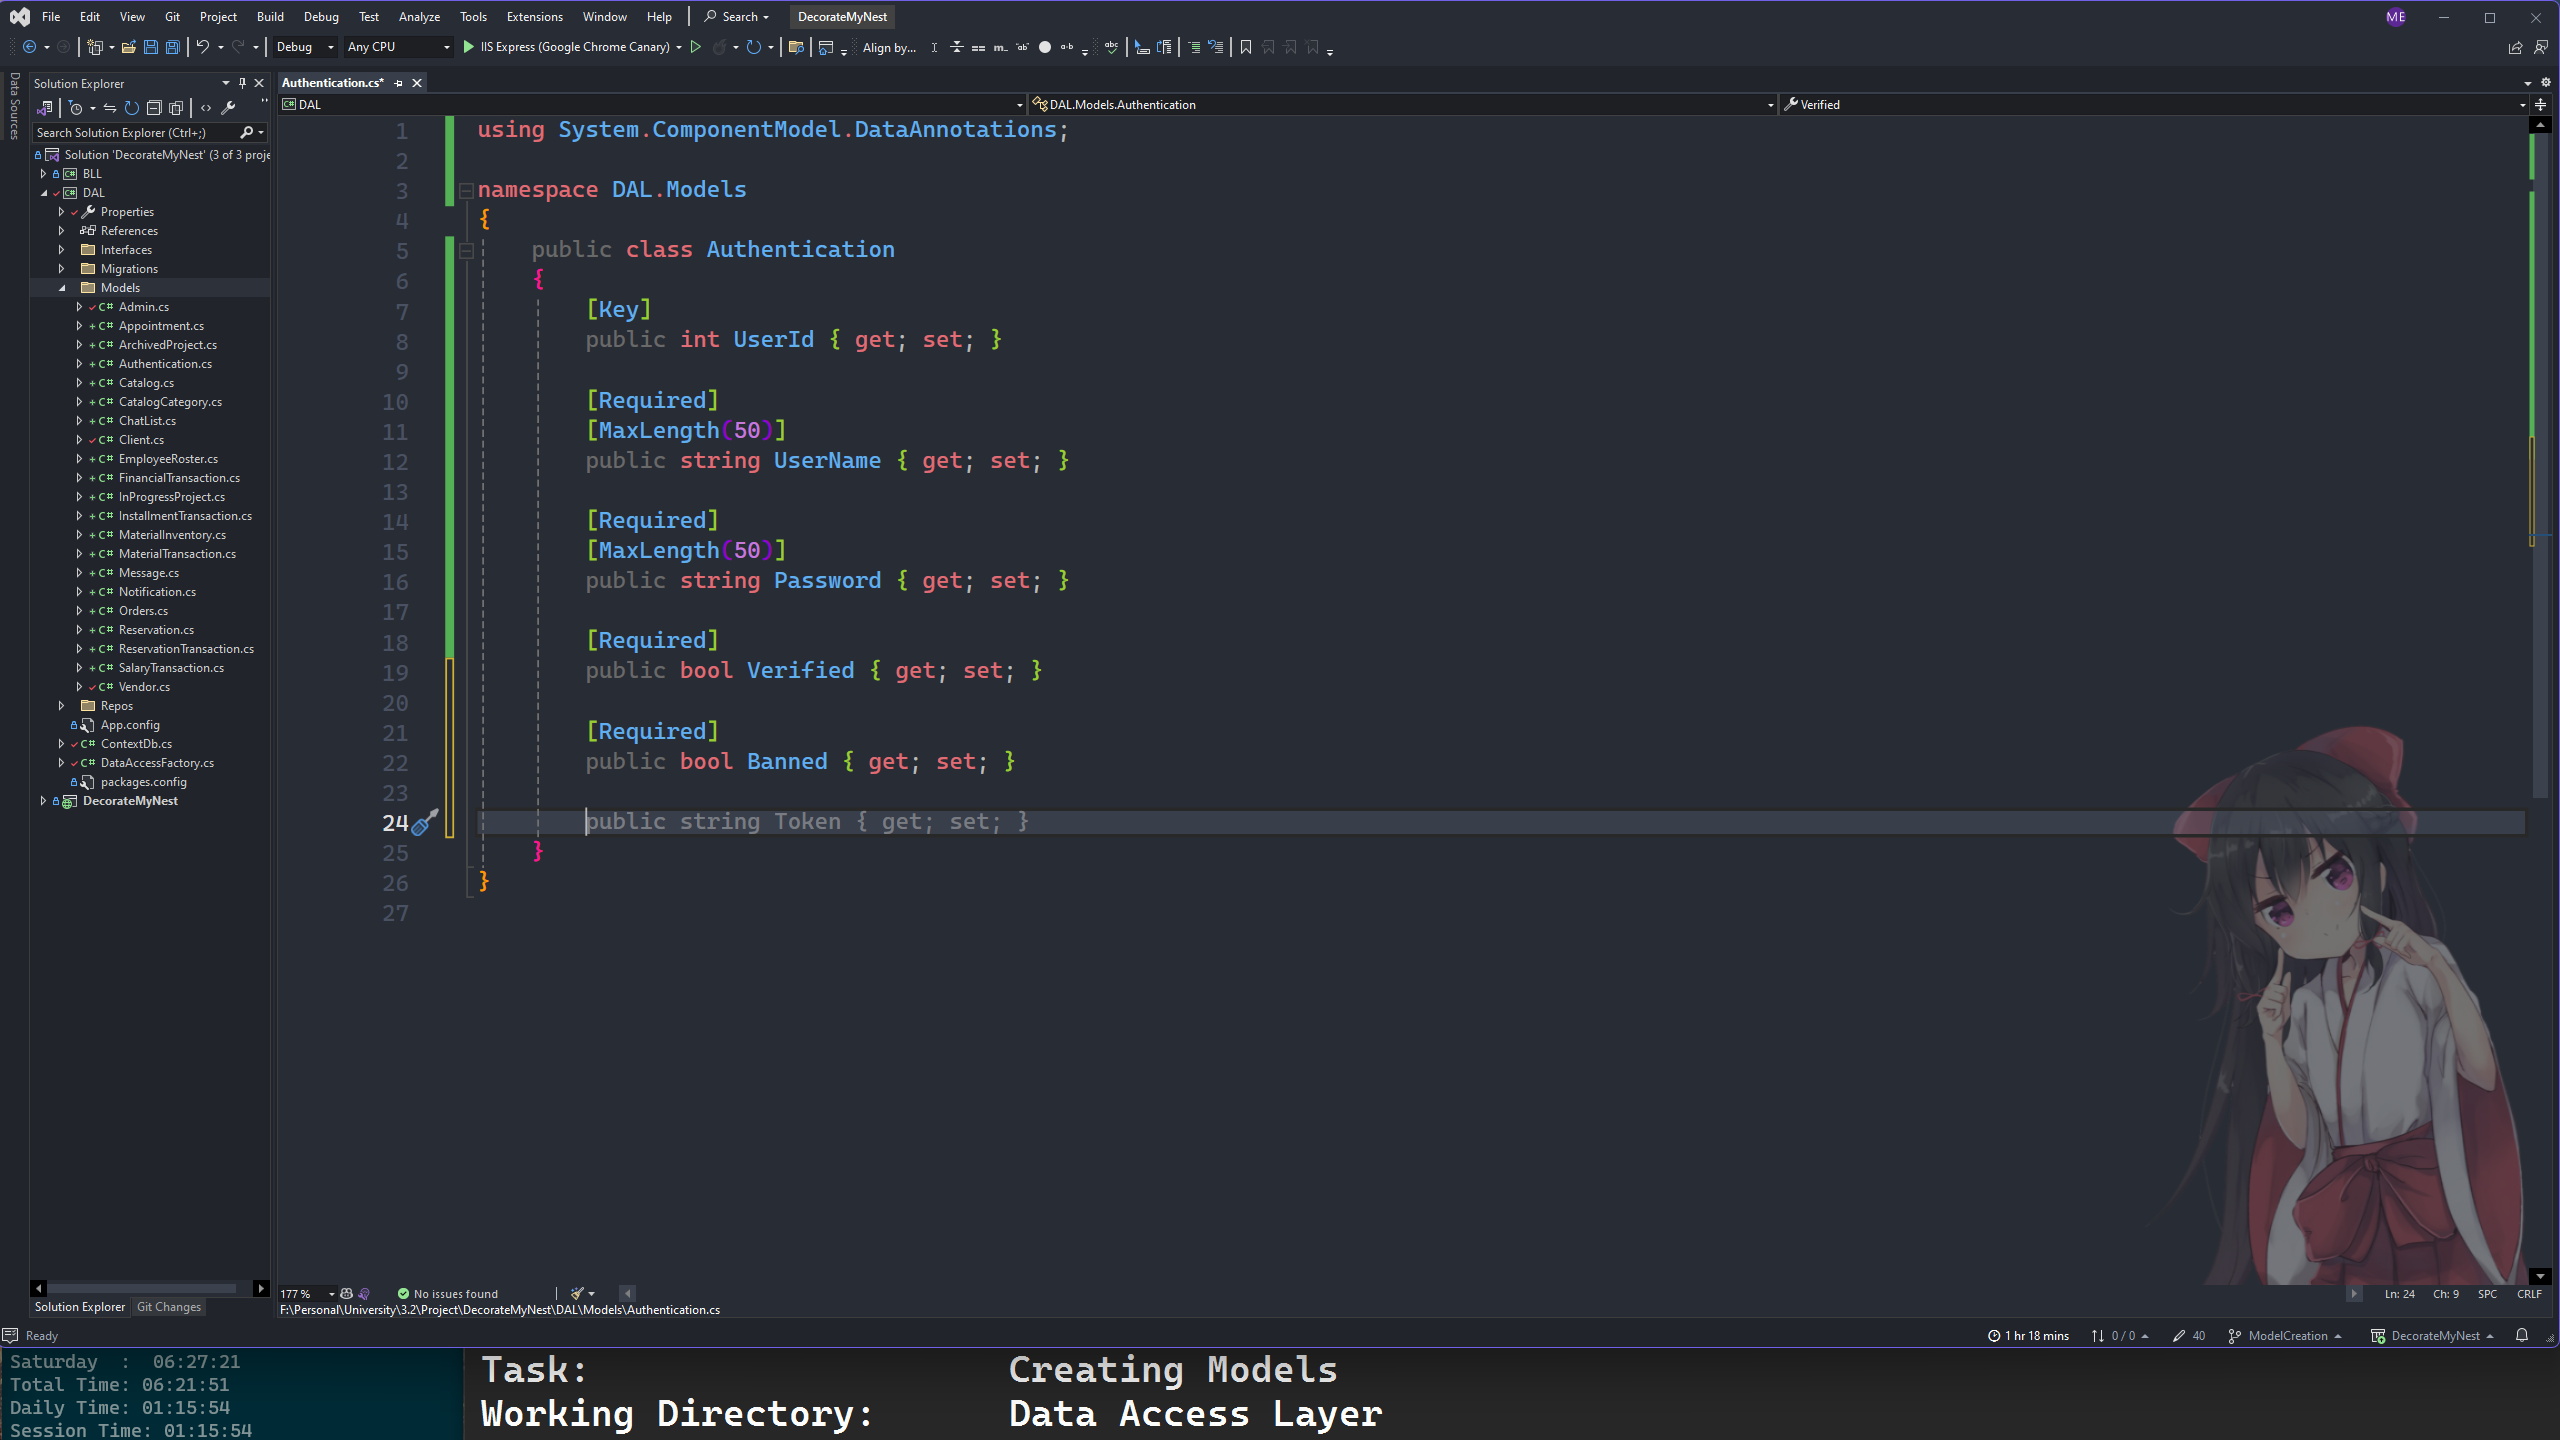 File Edit View Git Project Build Debug Test Analyze Tools Extensions Window Help Search DecorateMyNest ME
Debug Any CPU IIS Express (Google Chrome Canary) Align by...
Data Sources
Solution Explorer
Search Solution Explorer (Ctrl+;)
Solution 'DecorateMyNest' (3 of 3 proje
BLL
DAL
Properties
References
Interfaces
Migrations
Models
C# Admin.cs
C# Appointment.cs
C# ArchivedProject.cs
C# Authentication.cs
C# Catalog.cs
C# CatalogCategory.cs
C# ChatList.cs
C# Client.cs
C# EmployeeRoster.cs
C# FinancialTransaction.cs
C# InProgressProject.cs
C# InstallmentTransaction.cs
C# MaterialInventory.cs
C# MaterialTransaction.cs
C# Message.cs
C# Notification.cs
C# Orders.cs
C# Reservation.cs
C# ReservationTransaction.cs
C# SalaryTransaction.cs
C# Vendor.cs
Repos
App.config
C# ContextDb.cs
C# DataAccessFactory.cs
packages.config
DecorateMyNest
Solution Explorer Git Changes
Authentication.cs*
DAL DAL.Models.Authentication Verified
1 using System.ComponentModel.DataAnnotations;
2
3 namespace DAL.Models
4 {
5 public class Authentication
6 {
7 [Key]
8 public int UserId { get; set; }
9
10 [Required]
11 [MaxLength(50)]
12 public string UserName { get; set; }
13
14 [Required]
15 [MaxLength(50)]
16 public string Password { get; set; }
17
18 [Required]
19 public bool Verified { get; set; }
20
21 [Required]
22 public bool Banned { get; set; }
23
24 public string Token { get; set; }
25 }
26 }
27
177 % No issues found Ln: 24 Ch: 9 SPC CRLF
F:\Personal\University\3.2\Project\DecorateMyNest\DAL\Models\Authentication.cs
Ready 1 hr 18 mins 0 / 0 40 ModelCreation DecorateMyNest
Saturday : 06:27:21
Total Time: 06:21:51
Daily Time: 01:15:54
Session Time: 01:15:54
Task: Creating Models
Working Directory: Data Access Layer